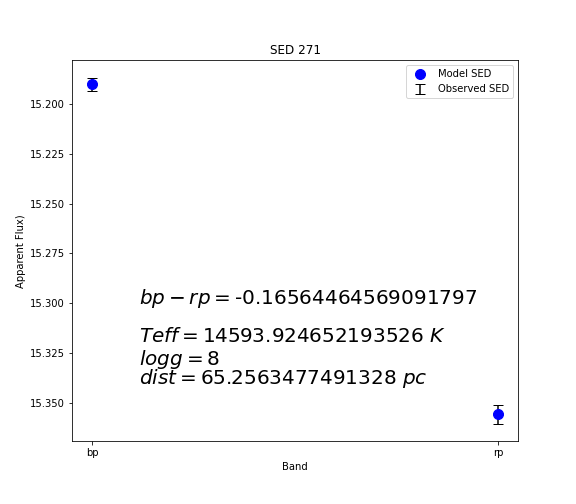 SED 271
Model SED
Observed SED
15.200
15.225
15.250
15.275
15.300
15.325
15.350
Apparent Flux)
bp − rp = -0.16564464569091797
Teff = 14593.924652193526 K
logg = 8
dist = 65.2563477491328 pc
bp
rp
Band